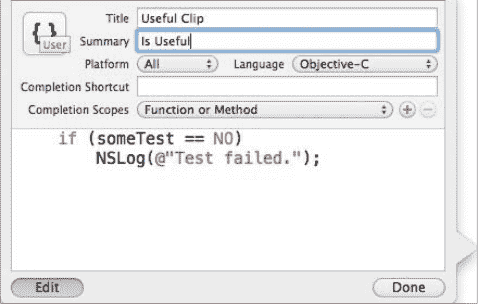 Title Useful Clip
{ } User
Summary Is Useful
Platform All Language Objective-C
Completion Shortcut
Completion Scopes Function or Method
if (someTest == NO)
NSLog(@"Test failed.");
Edit Done